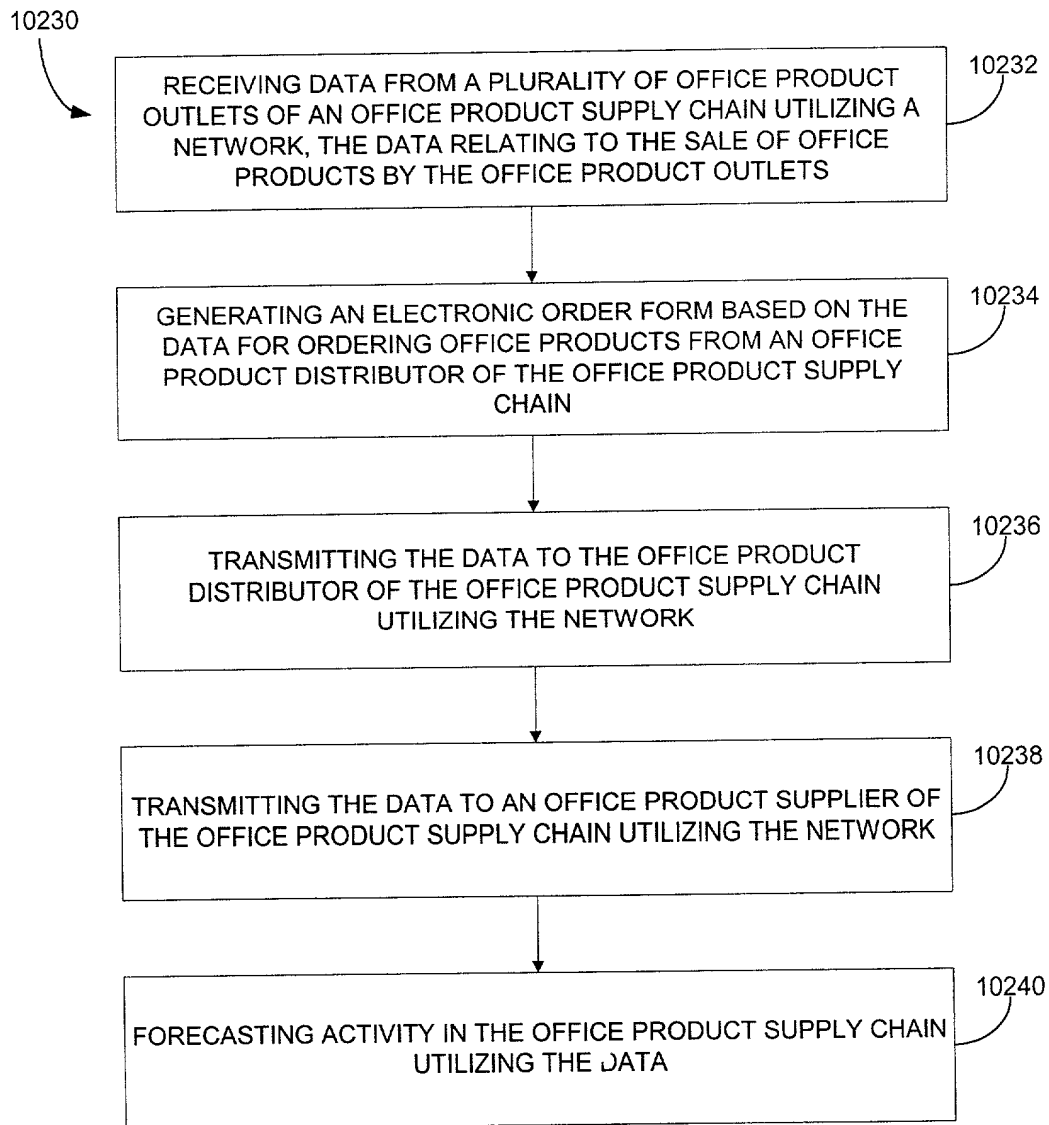 10230
RECEIVING DATA FROM A PLURALITY OF OFFICE PRODUCT
OUTLETS OF AN OFFICE PRODUCT SUPPLY CHAIN UTILIZING A
NETWORK, THE DATA RELATING TO THE SALE OF OFFICE
PRODUCTS BY THE OFFICE PRODUCT OUTLETS
10232
GENERATING AN ELECTRONIC ORDER FORM BASED ON THE
DATA FOR ORDERING OFFICE PRODUCTS FROM AN OFFICE
PRODUCT DISTRIBUTOR OF THE OFFICE PRODUCT SUPPLY
CHAIN
10234
TRANSMITTING THE DATA TO THE OFFICE PRODUCT
DISTRIBUTOR OF THE OFFICE PRODUCT SUPPLY CHAIN
UTILIZING THE NETWORK
10236
TRANSMITTING THE DATA TO AN OFFICE PRODUCT SUPPLIER OF
THE OFFICE PRODUCT SUPPLY CHAIN UTILIZING THE NETWORK
10238
FORECASTING ACTIVITY IN THE OFFICE PRODUCT SUPPLY CHAIN
UTILIZING THE DATA
10240